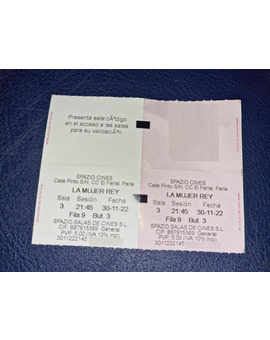 Presente este cÃ³digo
en el acceso a las salas
para su validaciÃ³n
SPAZIO CINES
Calle Pinto S/N, CC El Ferial, Parla
LA MUJER REY
Sala Sesión Fecha
3 21:45 30-11-22
Fila 9 But. 3
SPAZIO SALAS DE CINES S.L.
CIF: B87915369 General
PVP: 5,00 (IVA 10% incl)
3011222145
SPAZIO CINES
Calle Pinto S/N, CC El Ferial, Parla
LA MUJER REY
Sala Sesión Fecha
3 21:45 30-11-22
Fila 9 But. 3
SPAZIO SALAS DE CINES S.L.
CIF: B87915369 General
PVP: 5,00 (IVA 10% incl)
3011222145